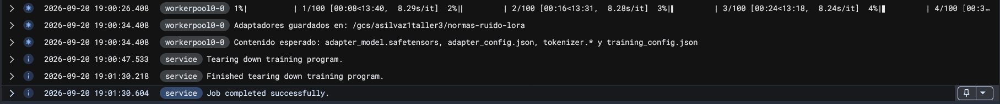 2026-09-20 19:00:26.408 workerpool0-0 1%| | 1/100 [00:08<13:40, 8.29s/it] 2%|| | 2/100 [00:16<13:31, 8.28s/it] 3%|▌ | 3/100 [00:24<13:18, 8.24s/it] 4%|▋ | 4/100 [00:3…
2026-09-20 19:00:34.408 workerpool0-0 Adaptadores guardados en: /gcs/asilvaz1taller3/normas-ruido-lora
2026-09-20 19:00:34.408 workerpool0-0 Contenido esperado: adapter_model.safetensors, adapter_config.json, tokenizer.* y training_config.json
2026-09-20 19:00:47.533 service Tearing down training program.
2026-09-20 19:01:30.218 service Finished tearing down training program.
2026-09-20 19:01:30.604 service Job completed successfully.